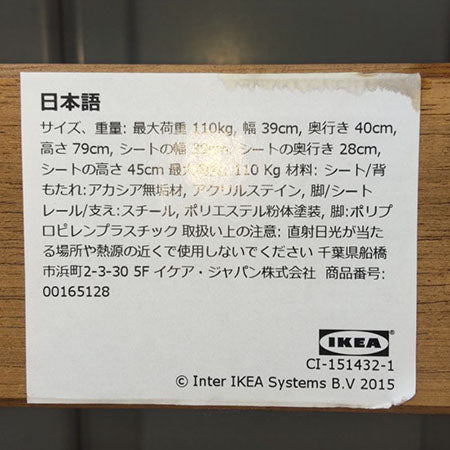 日本語
サイズ、重量: 最大荷重 110kg, 幅 39cm, 奥行き 40cm,
高さ 79cm, シートの幅 39cm, シートの奥行き 28cm,
シートの高さ 45cm 最大 110 Kg 材料: シート/背
もたれ:アカシア無垢材, アクリルステイン, 脚/シート
レール/支え:スチール, ポリエステル粉体塗装, 脚:ポリプ
ロピレンプラスチック 取扱い上の注意: 直射日光が当た
る場所や熱源の近くで使用しないでください 千葉県船橋
市浜町2-3-30 5F イケア・ジャパン株式会社 商品番号:
00165128
IKEA
CI-151432-1
© Inter IKEA Systems B.V 2015